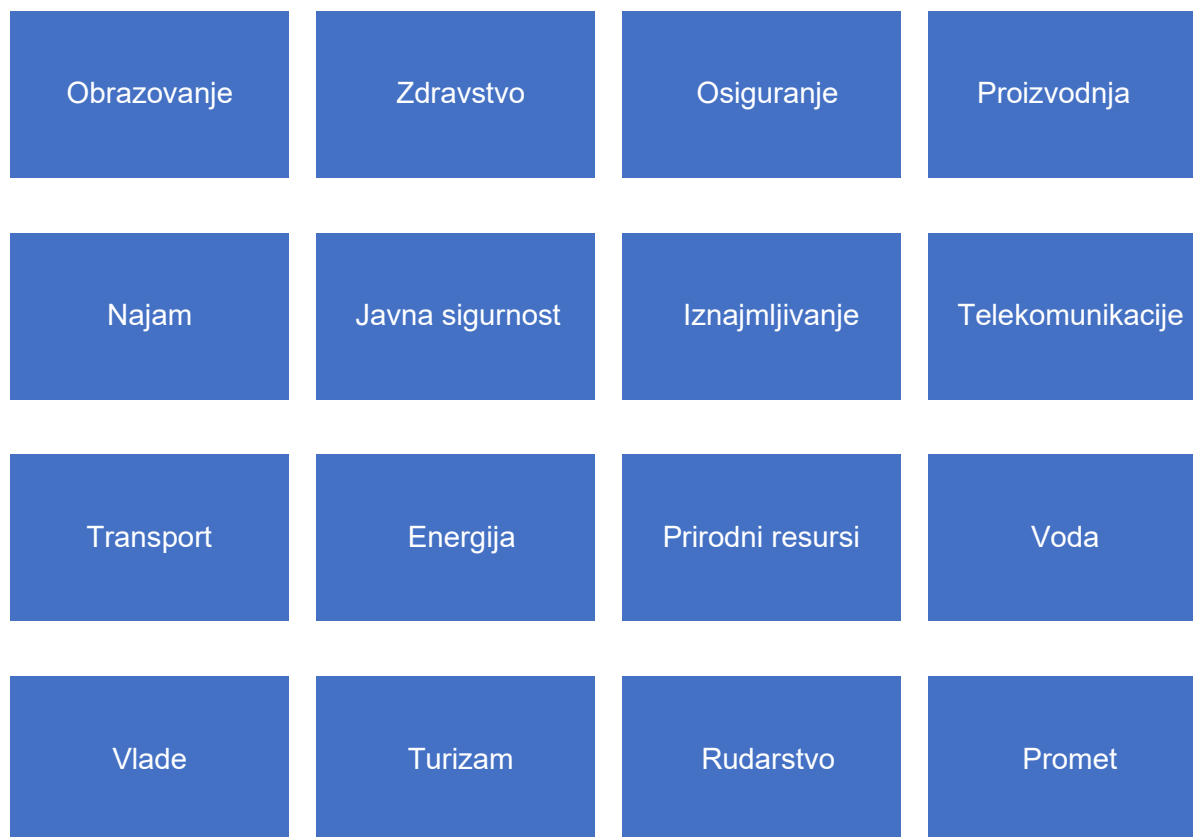 Obrazovanje
Zdravstvo
Osiguranje
Proizvodnja
Najam
Javna sigurnost
Iznajmljivanje
Telekomunikacije
Transport
Energija
Prirodni resursi
Voda
Vlade
Turizam
Rudarstvo
Promet